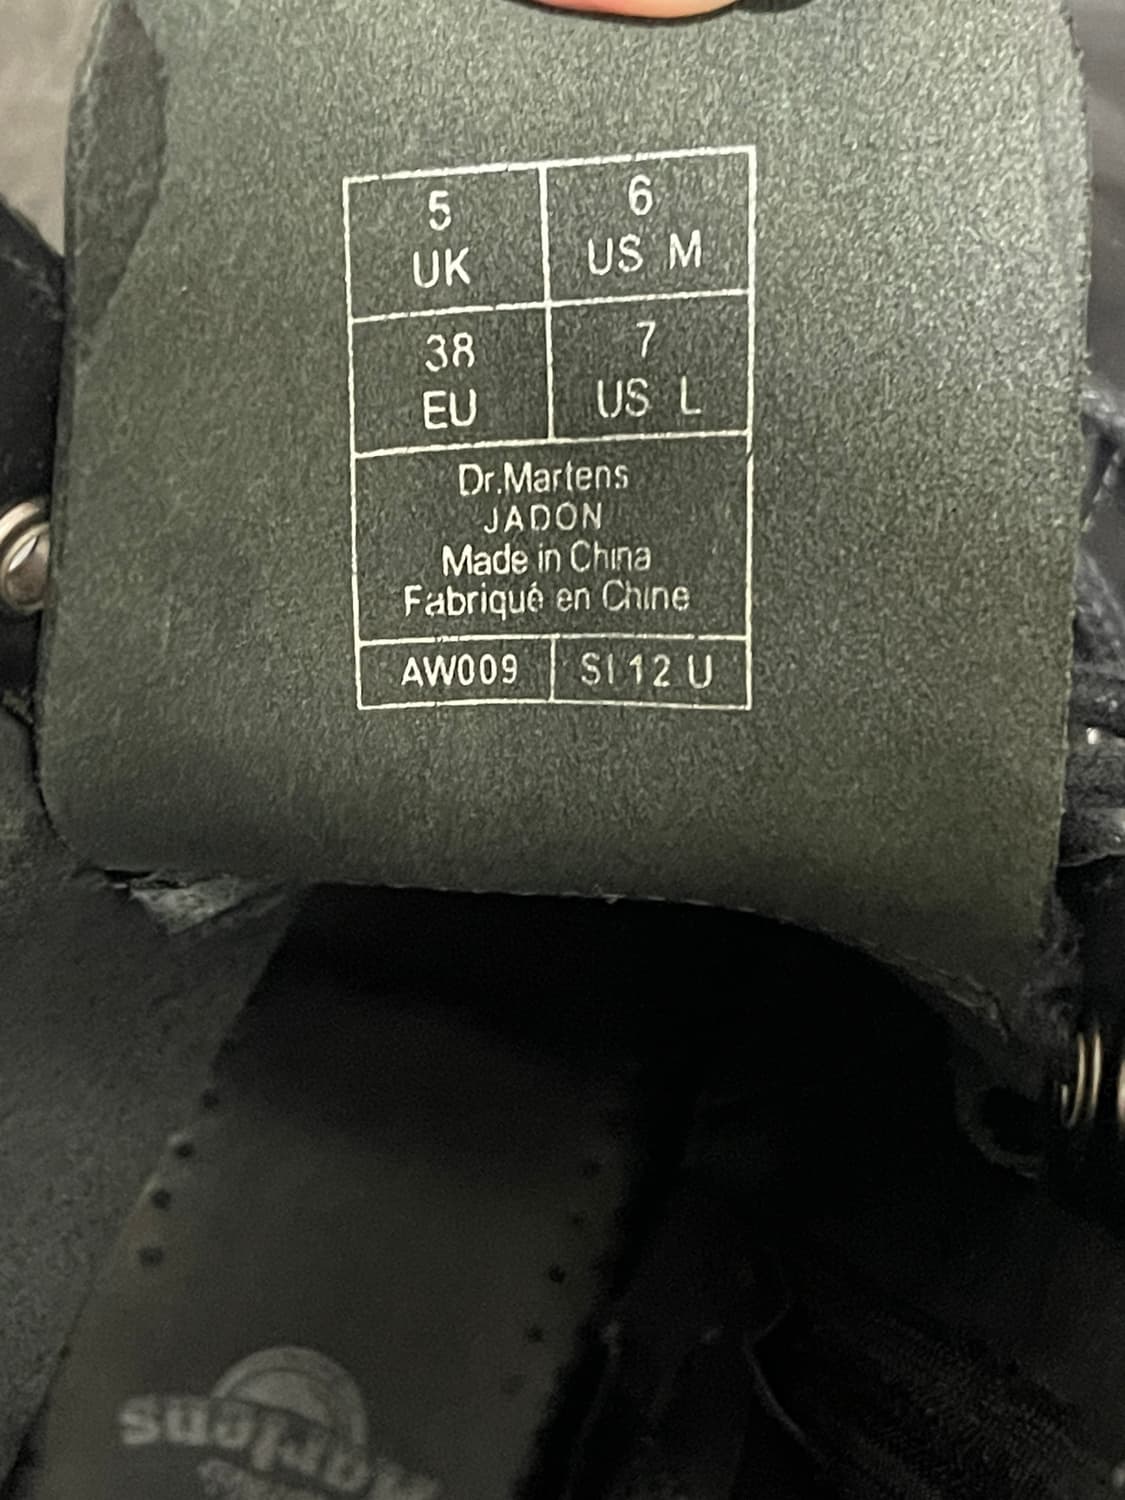 5
UK
6
US M
38
EU
7
US L
Dr.Martens
JADON
Made in China
Fabriqué en Chine
AW009
SI 12 U
Martens